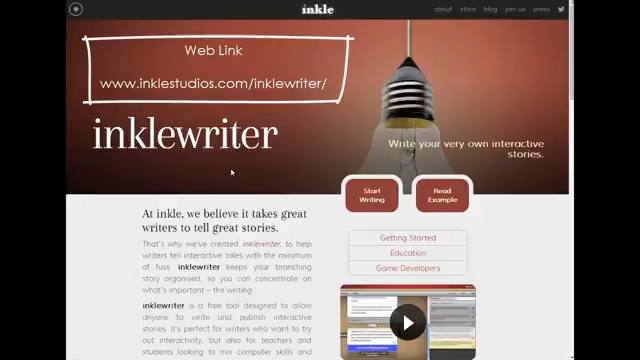 inkle
about store blog join us press
Web Link
www.inklestudios.com/inklewriter/
inklewriter
Write your very own interactive
stories.
Start
Writing
Read
Example
At inkle, we believe it takes great
writers to tell great stories.
That's why we've created inklewriter, to help
writers tell interactive tales with the minimum
of fuss. inklewriter keeps your branching
story organised, so you can concentrate on
what's important – the writing.
inklewriter is a free tool designed to allow
anyone to write and publish interactive
stories. It's perfect for writers who want to try
out interactivity, but also for teachers and
students looking to mix computer skills and
Getting Started
Education
Game Developers